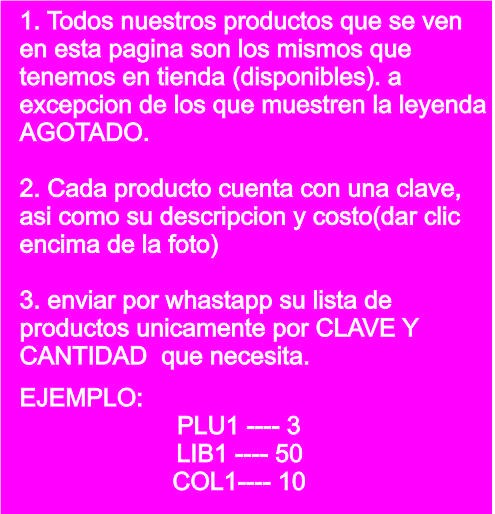 1. Todos nuestros productos que se ven
en esta pagina son los mismos que
tenemos en tienda (disponibles). a
excepcion de los que muestren la leyenda
AGOTADO.
2. Cada producto cuenta con una clave,
asi como su descripcion y costo(dar clic
encima de la foto)
3. enviar por whastapp su lista de
productos unicamente por CLAVE Y
CANTIDAD  que necesita.
EJEMPLO:
PLU1 ---- 3
LIB1 ---- 50
COL1---- 10